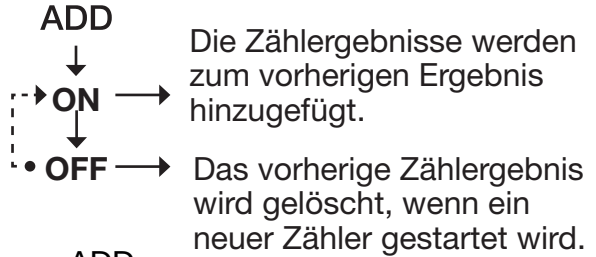 ADD
Die Zählergebnisse werden
zum vorherigen Ergebnis
hinzugefügt.
ON
OFF
Das vorherige Zählergebnis
wird gelöscht, wenn ein
neuer Zähler gestartet wird.
ADD